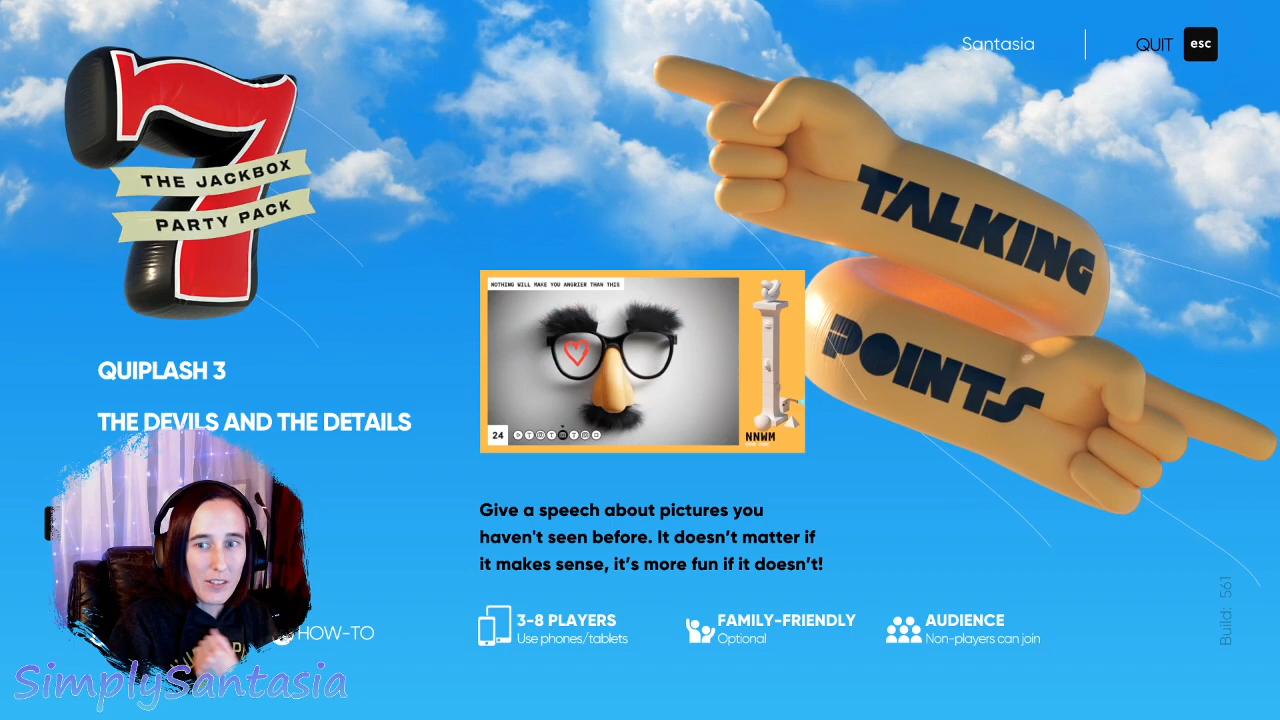 Santasia
QUIT
esc
THE JACKBOX
PARTY PACK
7
TALKING
POINTS
NOTHING WILL MAKE YOU ANGRIER THAN THIS
24
NNWM
QUIPLASH 3
THE DEVILS AND THE DETAILS
Give a speech about pictures you
haven't seen before. It doesn’t matter if
it makes sense, it’s more fun if it doesn’t!
3-8 PLAYERS
Use phones/tablets
FAMILY-FRIENDLY
Optional
AUDIENCE
Non-players can join
HOW-TO
Build: 561
SimplySantasia